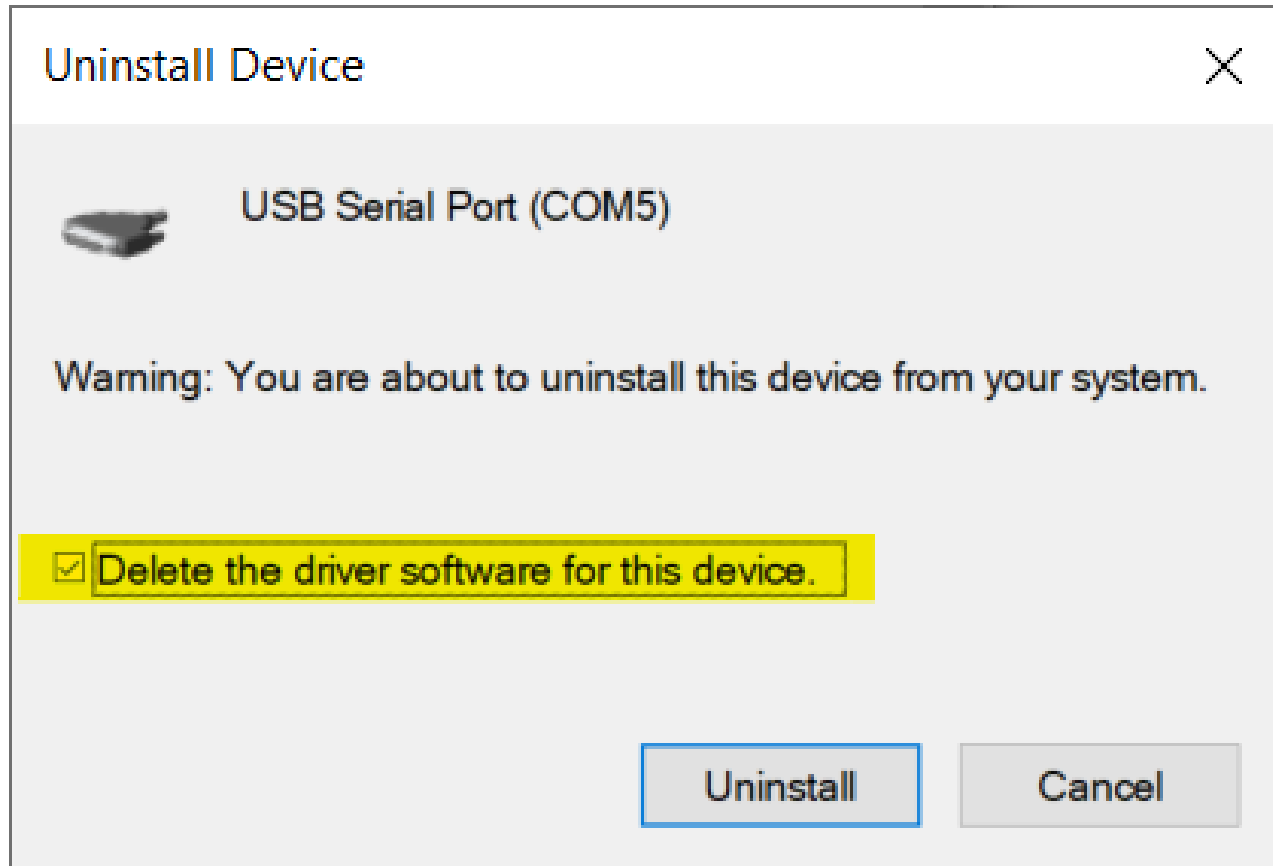 Uninstall Device
USB Serial Port (COM5)
Warning: You are about to uninstall this device from your system.
Delete the driver software for this device.
Uninstall
Cancel